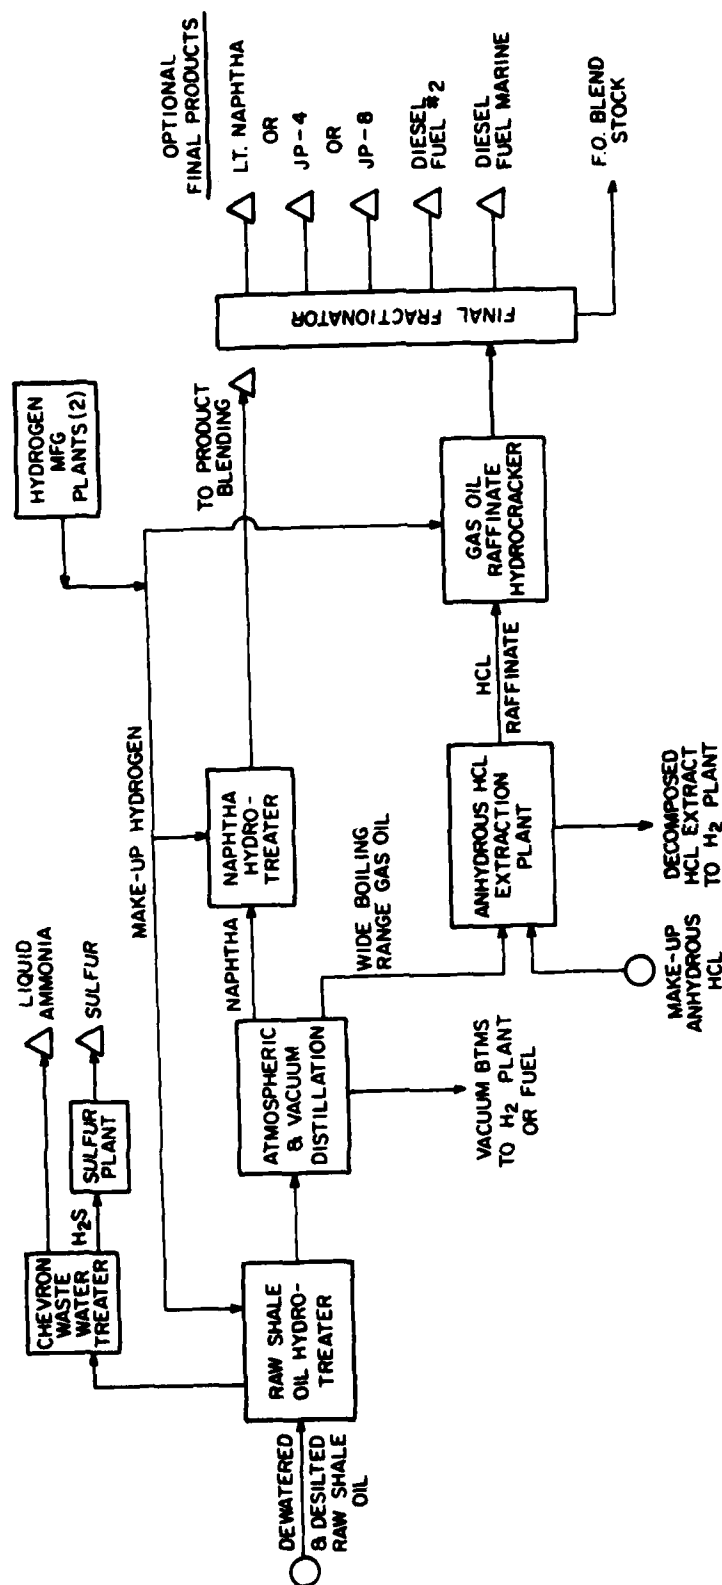 DEWATERED
& DESILTED
RAW SHALE
OIL
RAW SHALE
OIL HYDRO-
TREATER
CHEVRON
WASTE
WATER
TREATER
H2S
SULFUR
PLANT
LIQUID
AMMONIA
SULFUR
MAKE-UP HYDROGEN
HYDROGEN
MFG
PLANTS (2)
ATMOSPHERIC
& VACUUM
DISTILLATION
NAPHTHA
NAPHTHA
HYDRO-
TREATER
TO PRODUCT
BLENDING
VACUUM BTMS
TO H2 PLANT
OR FUEL
WIDE BOILING
RANGE GAS OIL
MAKE-UP
ANHYDROUS
HCL
ANHYDROUS HCL
EXTRACTION
PLANT
DECOMPOSED
HCL EXTRACT
TO H2 PLANT
HCL
RAFFINATE
GAS OIL
RAFFINATE
HYDROCRACKER
FINAL FRACTIONATOR
OPTIONAL
FINAL PRODUCTS
LT. NAPHTHA
OR
JP-4
OR
JP-8
DIESEL
FUEL #2
DIESEL
FUEL MARINE
F.O. BLEND
STOCK